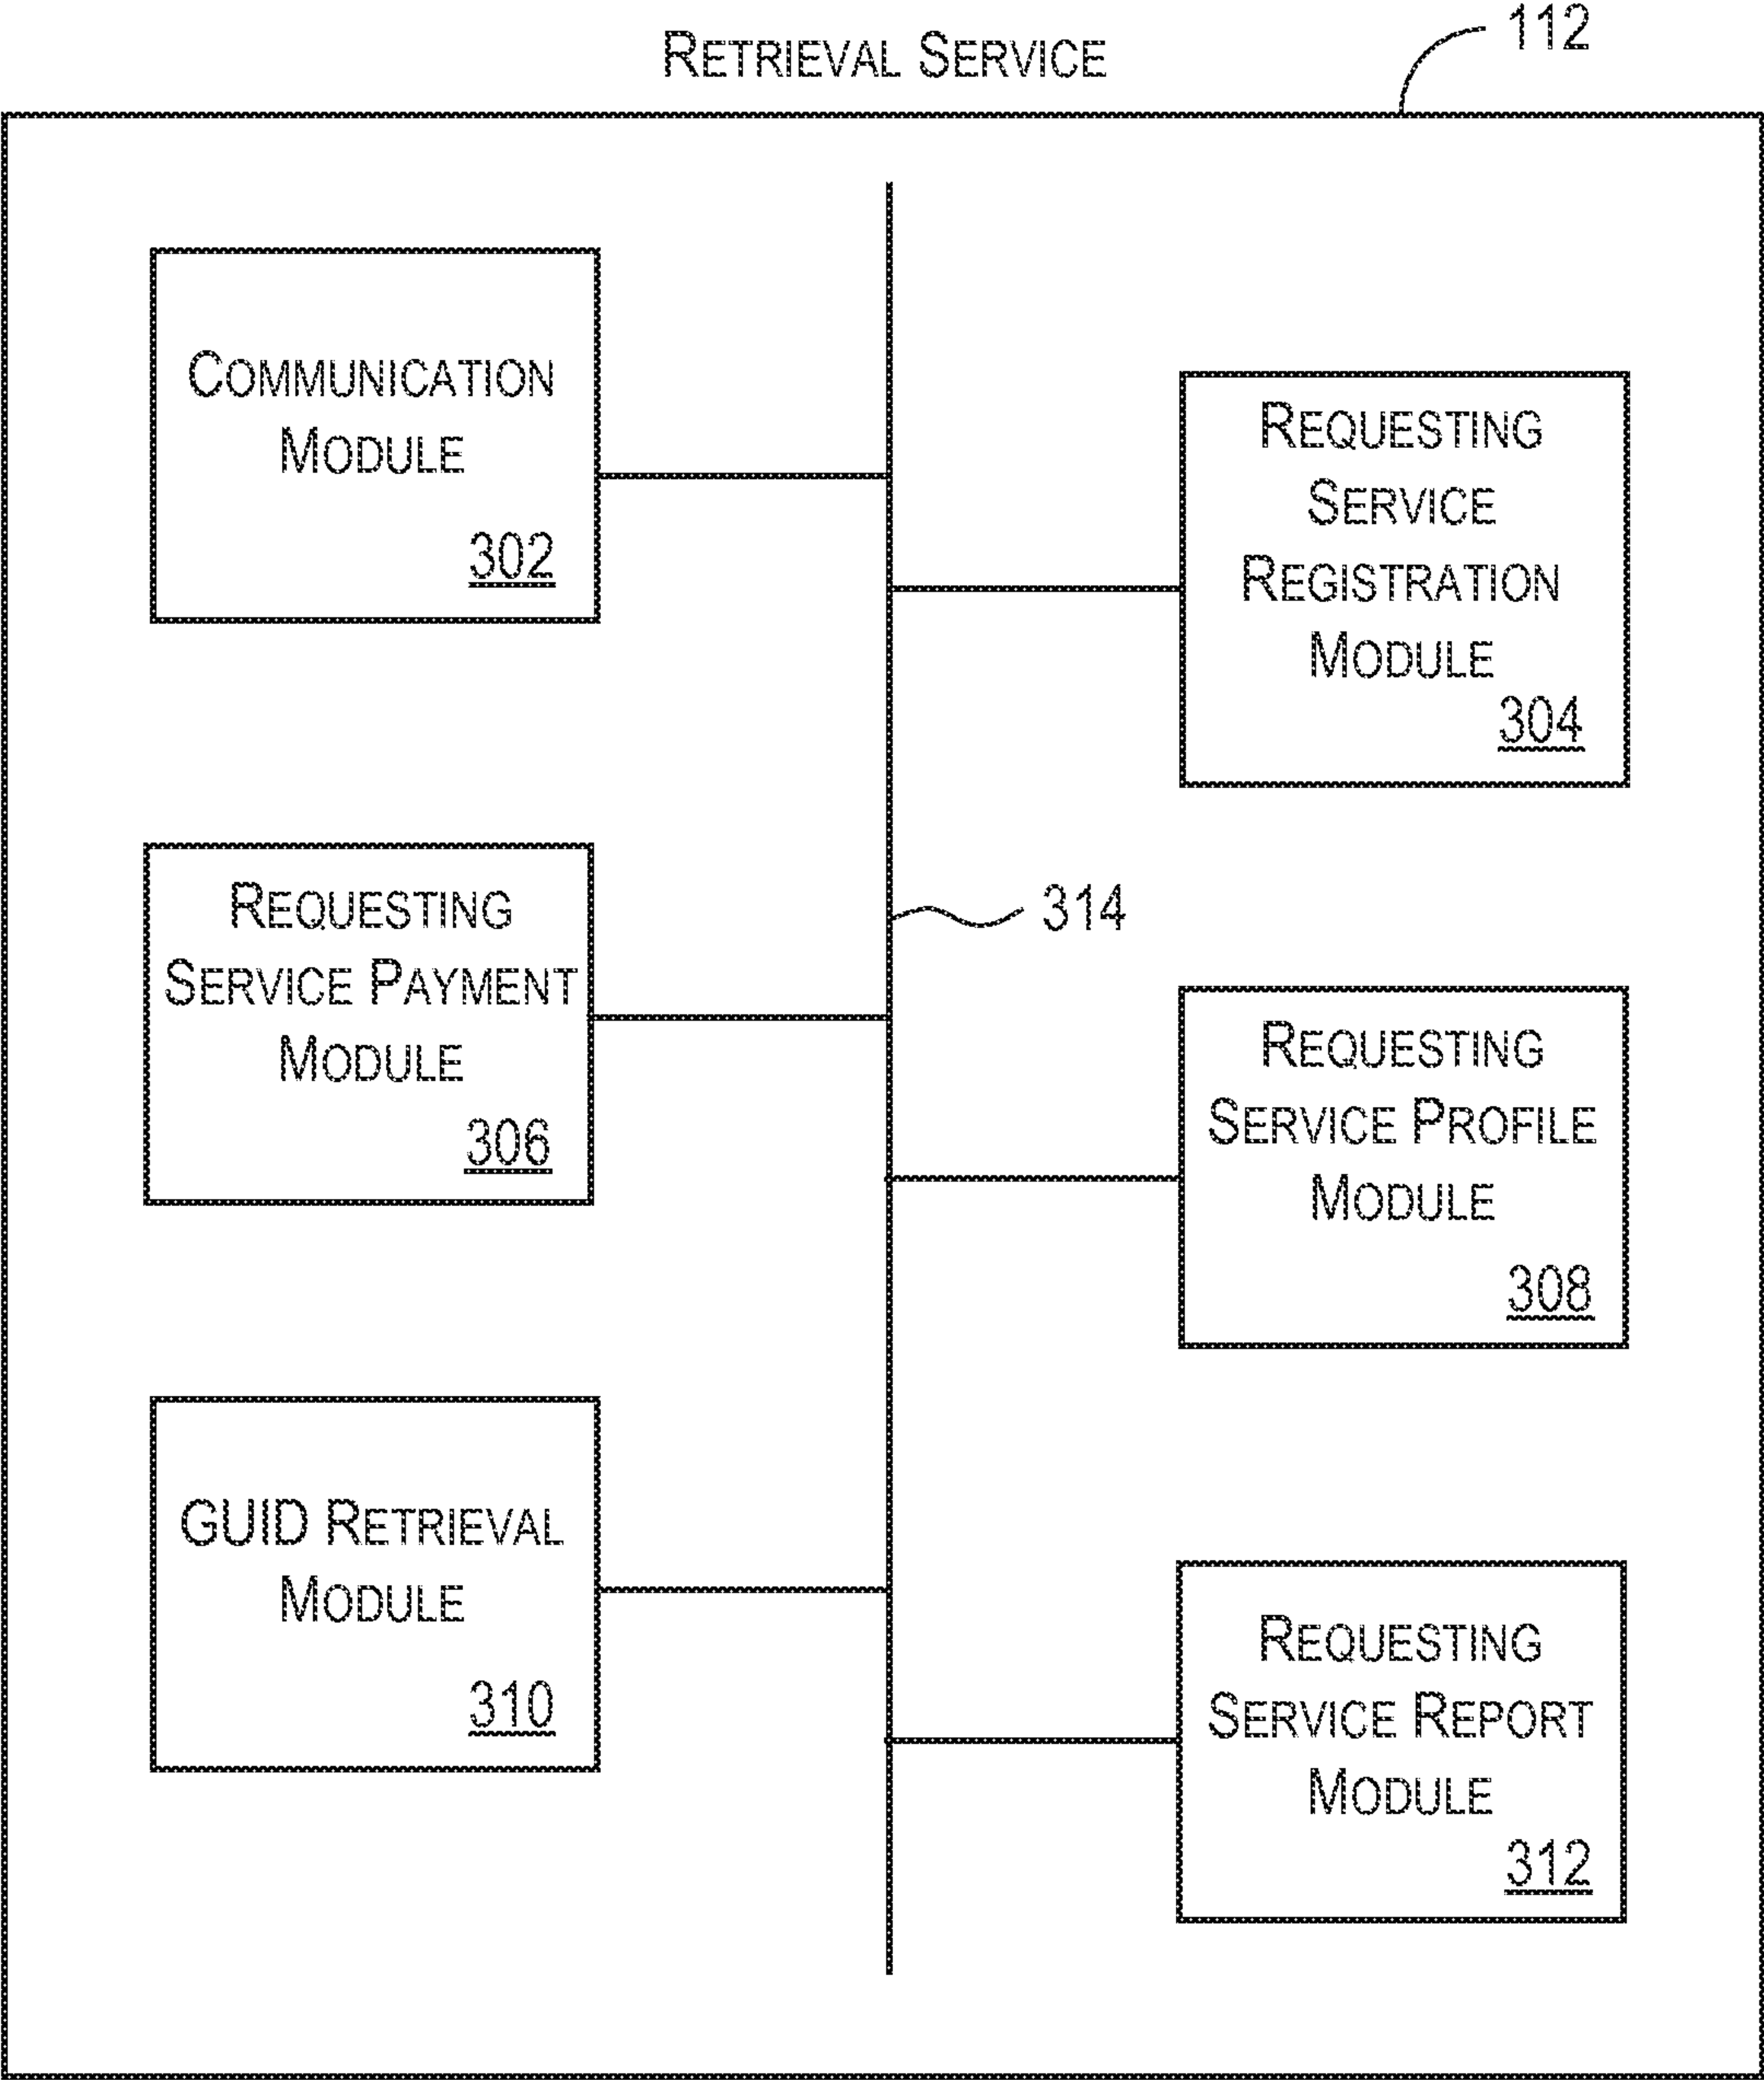 RETRIEVAL SERVICE
112
COMMUNICATION
MODULE
302
REQUESTING
SERVICE
REGISTRATION
MODULE
304
REQUESTING
SERVICE PAYMENT
MODULE
306
314
REQUESTING
SERVICE PROFILE
MODULE
308
GUID RETRIEVAL
MODULE
310
REQUESTING
SERVICE REPORT
MODULE
312